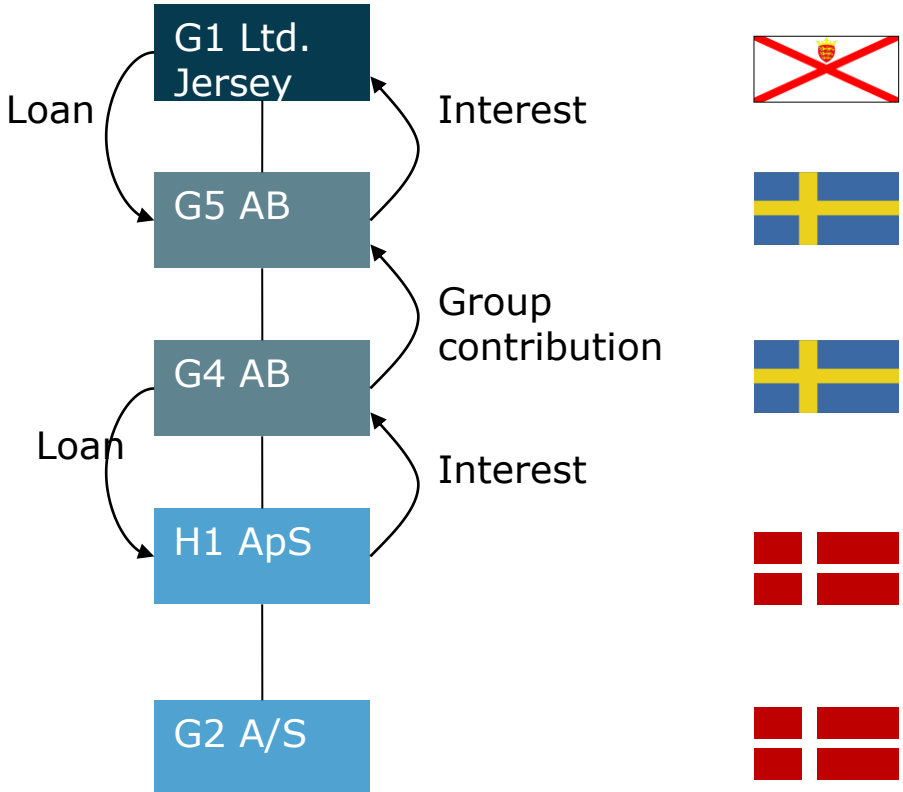 G1 Ltd.
Jersey
Loan
Interest
G5 AB
Group
contribution
G4 AB
Loan
Interest
H1 ApS
G2 A/S